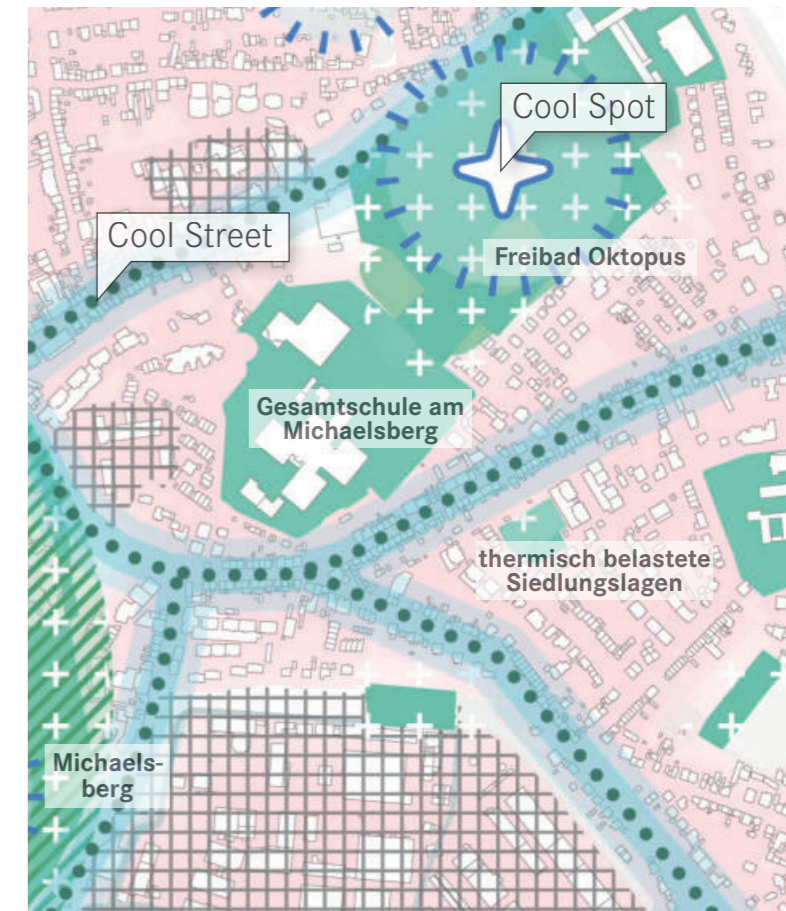 Cool Spot
Cool Street
Freibad Oktopus
Gesamtschule am
Michaelsberg
thermisch belastete
Siedlungslagen
Michaels-
berg